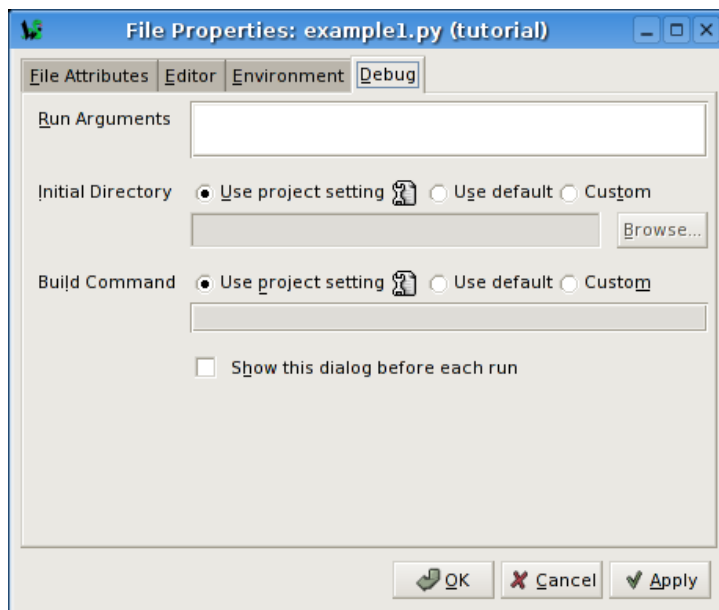 File Properties: example1.py (tutorial)
File Attributes Editor Environment Debug
Run Arguments
Initial Directory Use project setting Use default Custom
Browse...
Build Command Use project setting Use default Custom
Show this dialog before each run
OK Cancel Apply